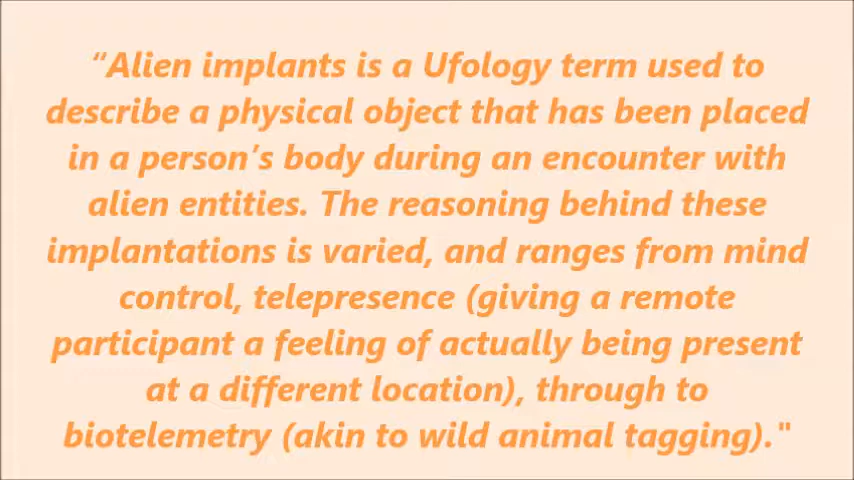 “Alien implants is a Ufology term used to
describe a physical object that has been placed
in a person’s body during an encounter with
alien entities. The reasoning behind these
implantations is varied, and ranges from mind
control, telepresence (giving a remote
participant a feeling of actually being present
at a different location), through to
biotelemetry (akin to wild animal tagging)."